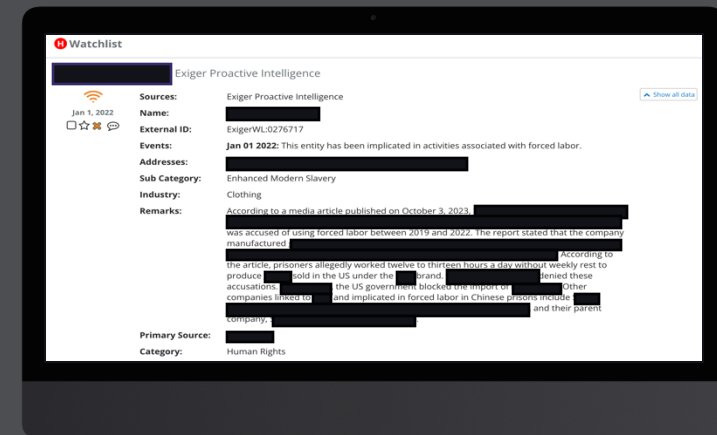 H Watchlist
Exiger Proactive Intelligence
Jan 1, 2022
Sources: Exiger Proactive Intelligence
Show all data
Name:
External ID: ExigerWL:0276717
Events: Jan 01 2022: This entity has been implicated in activities associated with forced labor.
Addresses:
Sub Category: Enhanced Modern Slavery
Industry: Clothing
Remarks: According to a media article published on October 3, 2023,
was accused of using forced labor between 2019 and 2022. The report stated that the company
manufactured
According to
the article, prisoners allegedly worked twelve to thirteen hours a day without weekly rest to
produce sold in the US under the brand. denied these
accusations. , the US government blocked the import of Other
companies linked to and implicated in forced labor in Chinese prisons include
, and their parent
company,
Primary Source:
Category: Human Rights